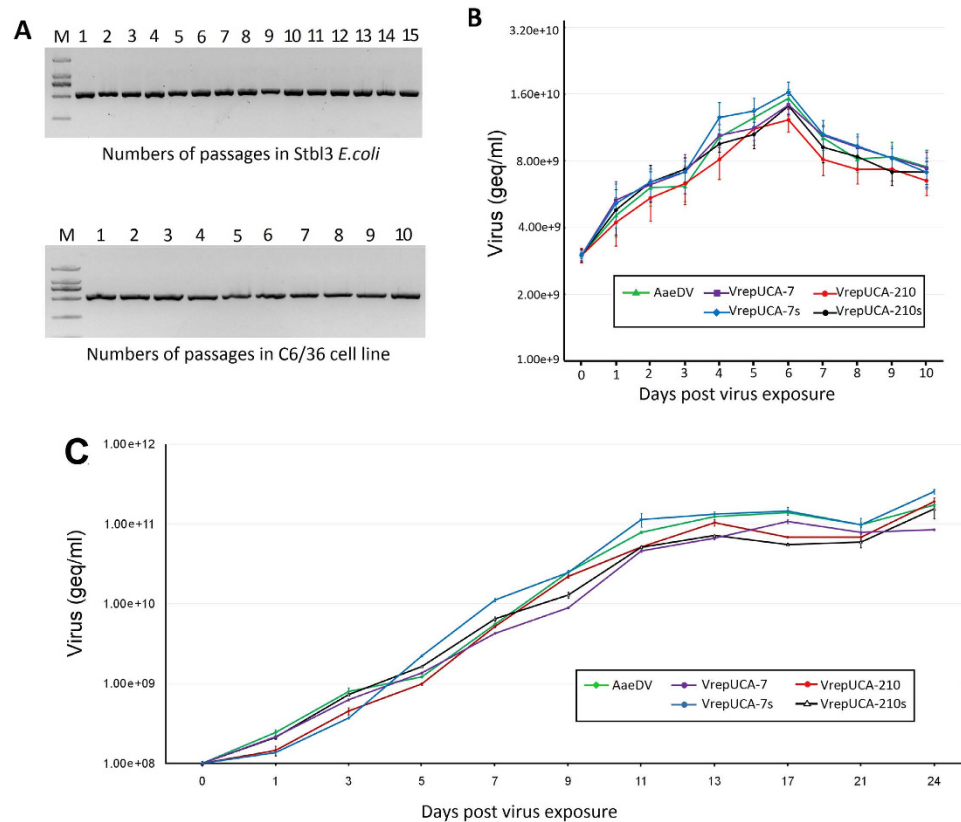 A
M 1 2 3 4 5 6 7 8 9 10 11 12 13 14 15
Numbers of passages in Stbl3 E.coli
M 1 2 3 4 5 6 7 8 9 10
Numbers of passages in C6/36 cell line
B
3.20e+10
1.60e+10
8.00e+9
4.00e+9
2.00e+9
1.00e+9
Virus (geq/ml)
AaeDV VrepUCA-7 VrepUCA-210
VrepUCA-7s VrepUCA-210s
0 1 2 3 4 5 6 7 8 9 10
Days post virus exposure
C
1.00e+12
1.00e+11
1.00e+10
1.00e+09
1.00e+08
Virus (geq/ml)
AaeDV VrepUCA-7 VrepUCA-210
VrepUCA-7s VrepUCA-210s
0 1 3 5 7 9 11 13 17 21 24
Days post virus exposure